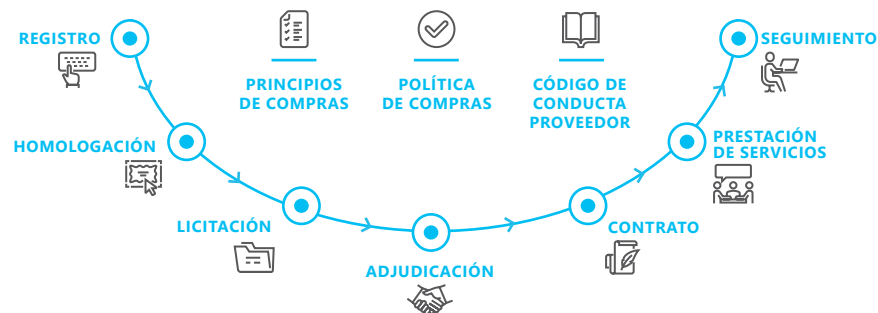 REGISTRO
PRINCIPIOS
DE COMPRAS
POLÍTICA
DE COMPRAS
CÓDIGO DE
CONDUCTA
PROVEEDOR
SEGUIMIENTO
HOMOLOGACIÓN
PRESTACIÓN
DE SERVICIOS
LICITACIÓN
CONTRATO
ADJUDICACIÓN